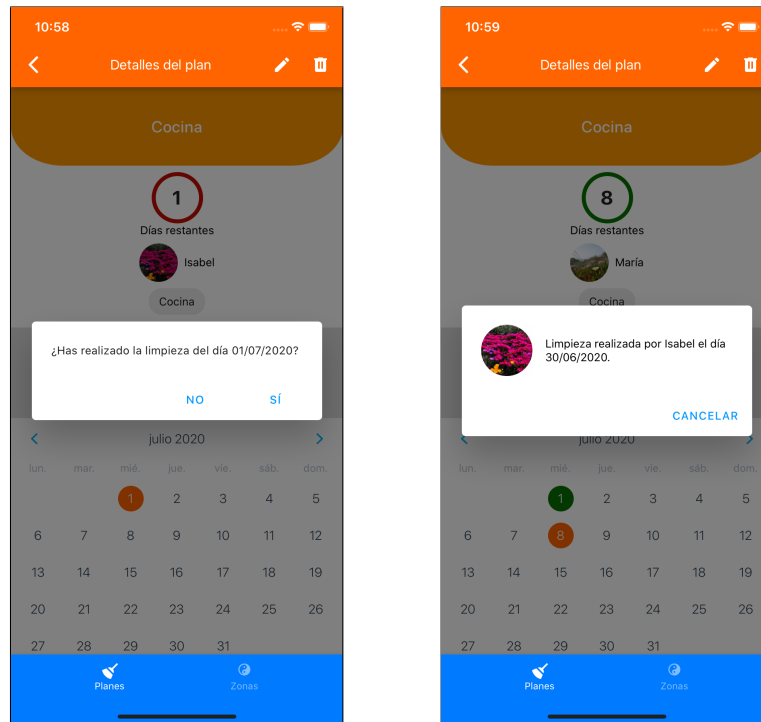 10:58
Detalles del plan
Cocina
1
Días restantes
Isabel
Cocina
¿Has realizado la limpieza del día 01/07/2020?
NO SÍ
julio 2020
lun. mar. mié. jue. vie. sáb. dom.
1 2 3 4 5
6 7 8 9 10 11 12
13 14 15 16 17 18 19
20 21 22 23 24 25 26
27 28 29 30 31
Planes Zonas
10:59
Detalles del plan
Cocina
8
Días restantes
María
Cocina
Limpieza realizada por Isabel el día
30/06/2020.
CANCELAR
julio 2020
lun. mar. mié. jue. vie. sáb. dom.
1 2 3 4 5
6 7 8 9 10 11 12
13 14 15 16 17 18 19
20 21 22 23 24 25 26
27 28 29 30 31
Planes Zonas